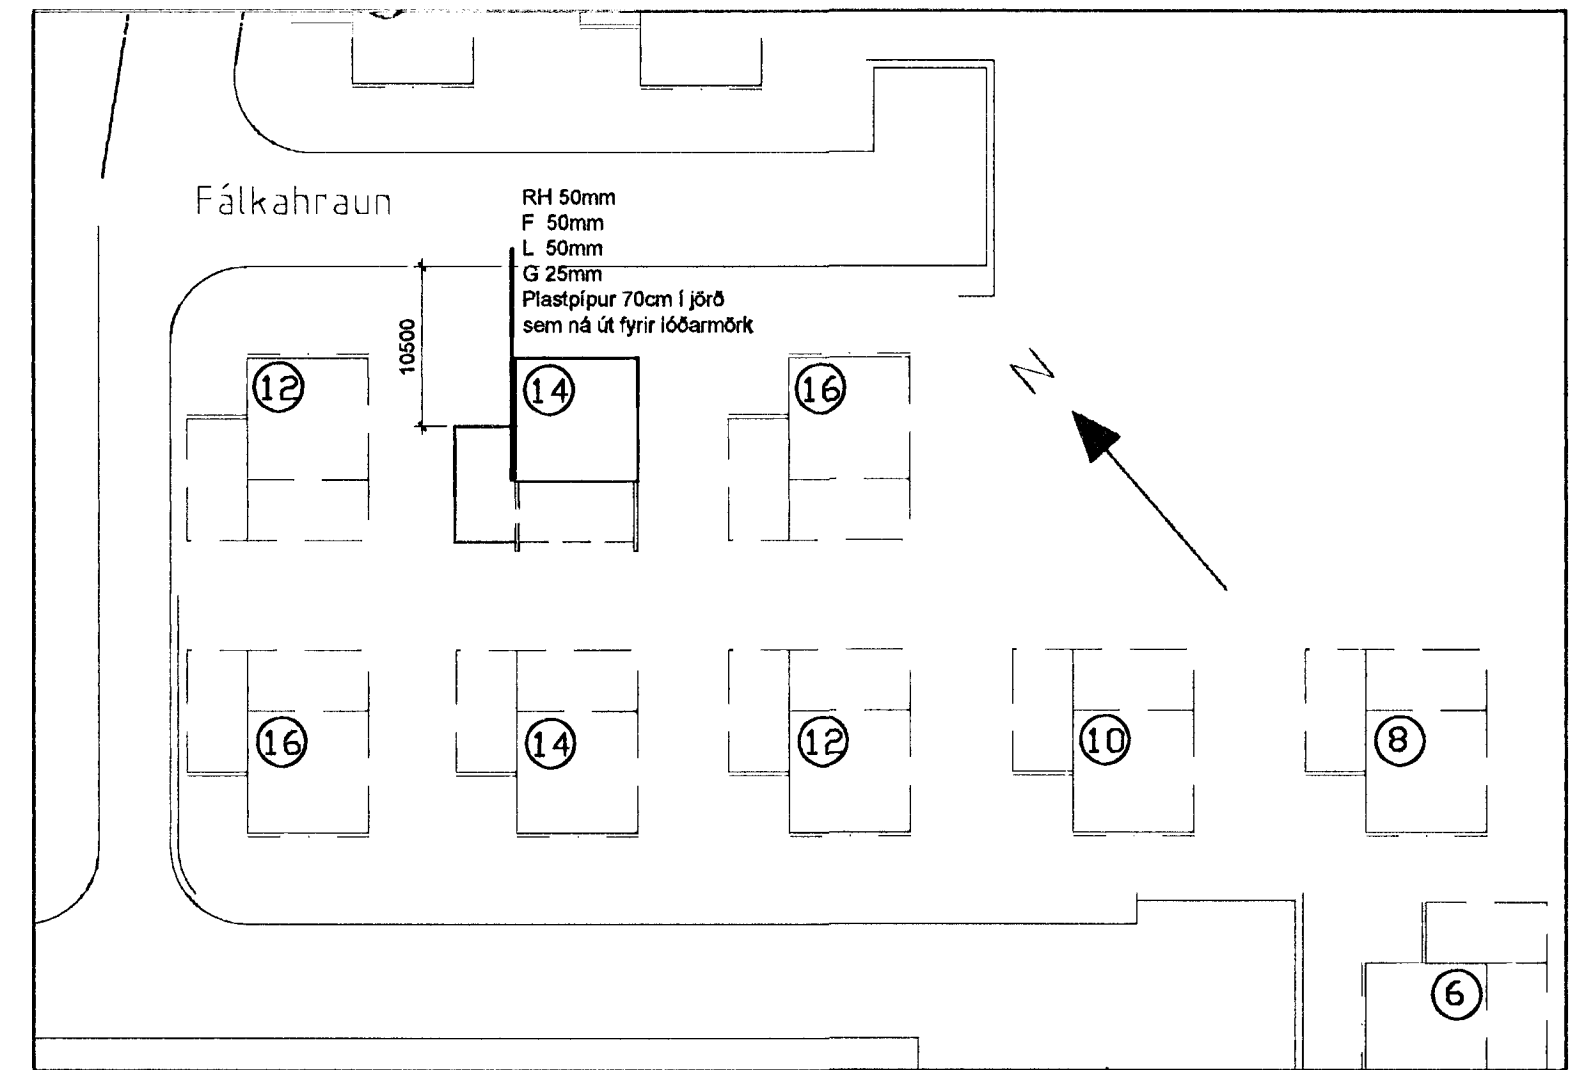 Fálkahraun
RH 50mm
F 50mm
L 50mm
G 25mm
Plastpípur 70cm í jörð
sem ná út fyrir lóðarmörk
10500
12
14
16
N
16
14
12
10
8
6